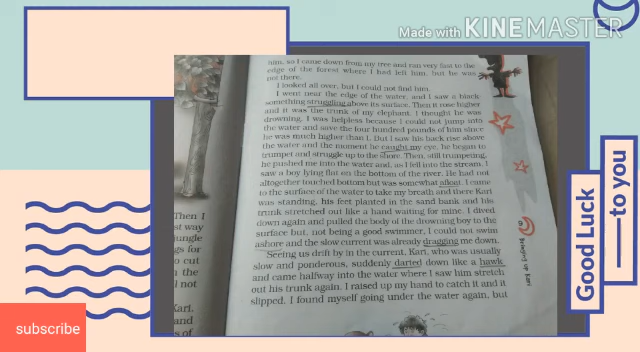 Made with KINEMASTER
him, so I came down from my tree and ran very fast to the
edge of the forest where I had left him, but he was
not there.
I looked all over, but I could not find him.
I went near the edge of the water, and I saw a black
something struggling above its surface. Then it rose higher
and it was the trunk of my elephant. I thought he was
drowning. I was helpless because I could not jump into
the water and save the four hundred pounds of him since
he was much higher than I. But I saw his back rise above
the water and the moment he caught my eye, he began to
trumpet and struggle up to the shore. Then, still trumpeting,
he pushed me into the water and, as I fell into the stream, I
saw a boy lying flat on the bottom of the river. He had not
altogether touched bottom but was somewhat afloat. I came
to the surface of the water to take my breath and there Kari
was standing, his feet planted in the sand bank and his
trunk stretched out like a hand waiting for mine. I dived
down again and pulled the body of the drowning boy to the
surface but, not being a good swimmer, I could not swim
ashore and the slow current was already dragging me down.
Seeing us drift by in the current, Kari, who was usually
slow and ponderous, suddenly darted down like a hawk
and came halfway into the water where I saw him stretch
out his trunk again. I raised up my hand to catch it and it
slipped. I found myself going under the water again, but
Then I
st way
ungle
gs for
o cut
n the
l not
Kari.
and
s of
Bringing up Kari
Good Luck
to you
subscribe